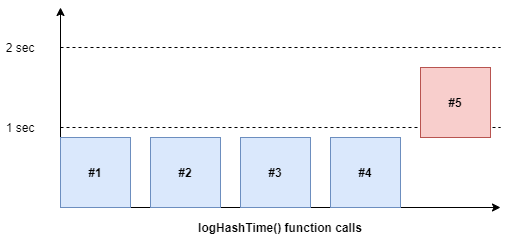 2 sec
#5
1 sec
#1
#2
#3
#4
logHashTime() function calls